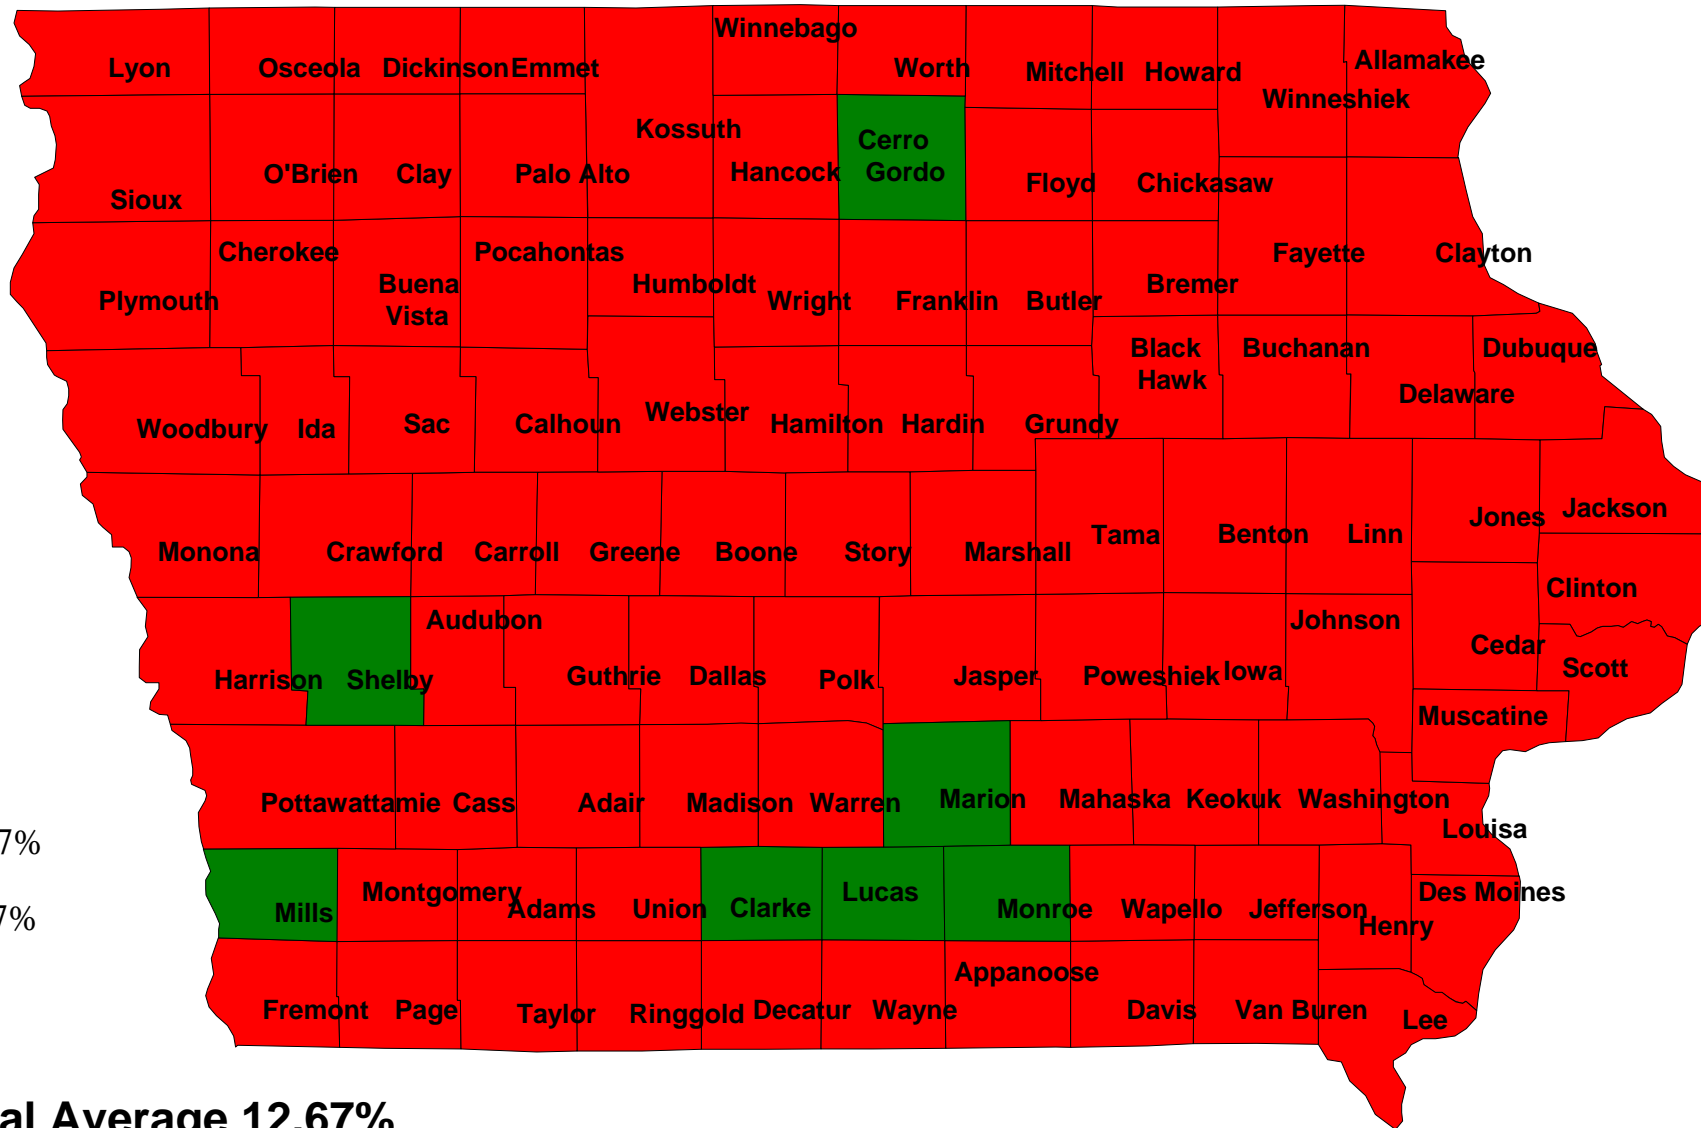 Winnebago
Lyon Osceola Dickinson Emmet Worth Mitchell Howard Allamakee
Winneshiek
Kossuth
Cerro
Gordo
O'Brien Clay Palo Alto Hancock Floyd Chickasaw
Sioux
Cherokee Pocahontas Fayette Clayton
Buena
Vista
Humboldt Bremer
Plymouth Wright Franklin Butler
Black
Hawk
Buchanan Dubuque
Delaware
Woodbury Ida Sac Calhoun Webster Hamilton Hardin Grundy
Jones Jackson
Monona Crawford Carroll Greene Boone Story Marshall Tama Benton Linn
Clinton
Audubon Johnson
Cedar
Harrison Shelby Guthrie Dallas Polk Jasper Poweshiek Iowa Scott
Muscatine
Pottawattamie Cass Adair Madison Warren Marion Mahaska Keokuk Washington
Louisa
7%
Montgomery Lucas Des Moines
Mills Adams Union Clarke Monroe Wapello Jefferson
Henry
7%
Appanoose
Fremont Page Taylor Ringgold Decatur Wayne Davis Van Buren Lee
al Average 12.67%